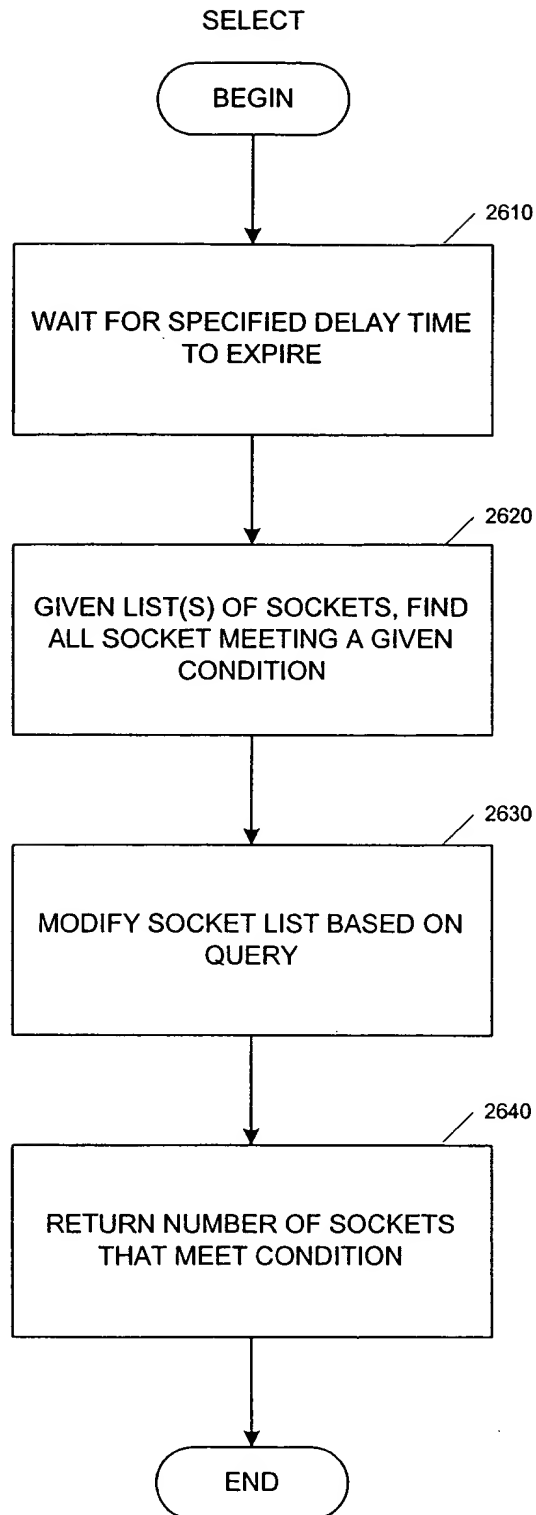 SELECT
BEGIN
2610
WAIT FOR SPECIFIED DELAY TIME
TO EXPIRE
2620
GIVEN LIST(S) OF SOCKETS, FIND
ALL SOCKET MEETING A GIVEN
CONDITION
2630
MODIFY SOCKET LIST BASED ON
QUERY
2640
RETURN NUMBER OF SOCKETS
THAT MEET CONDITION
END